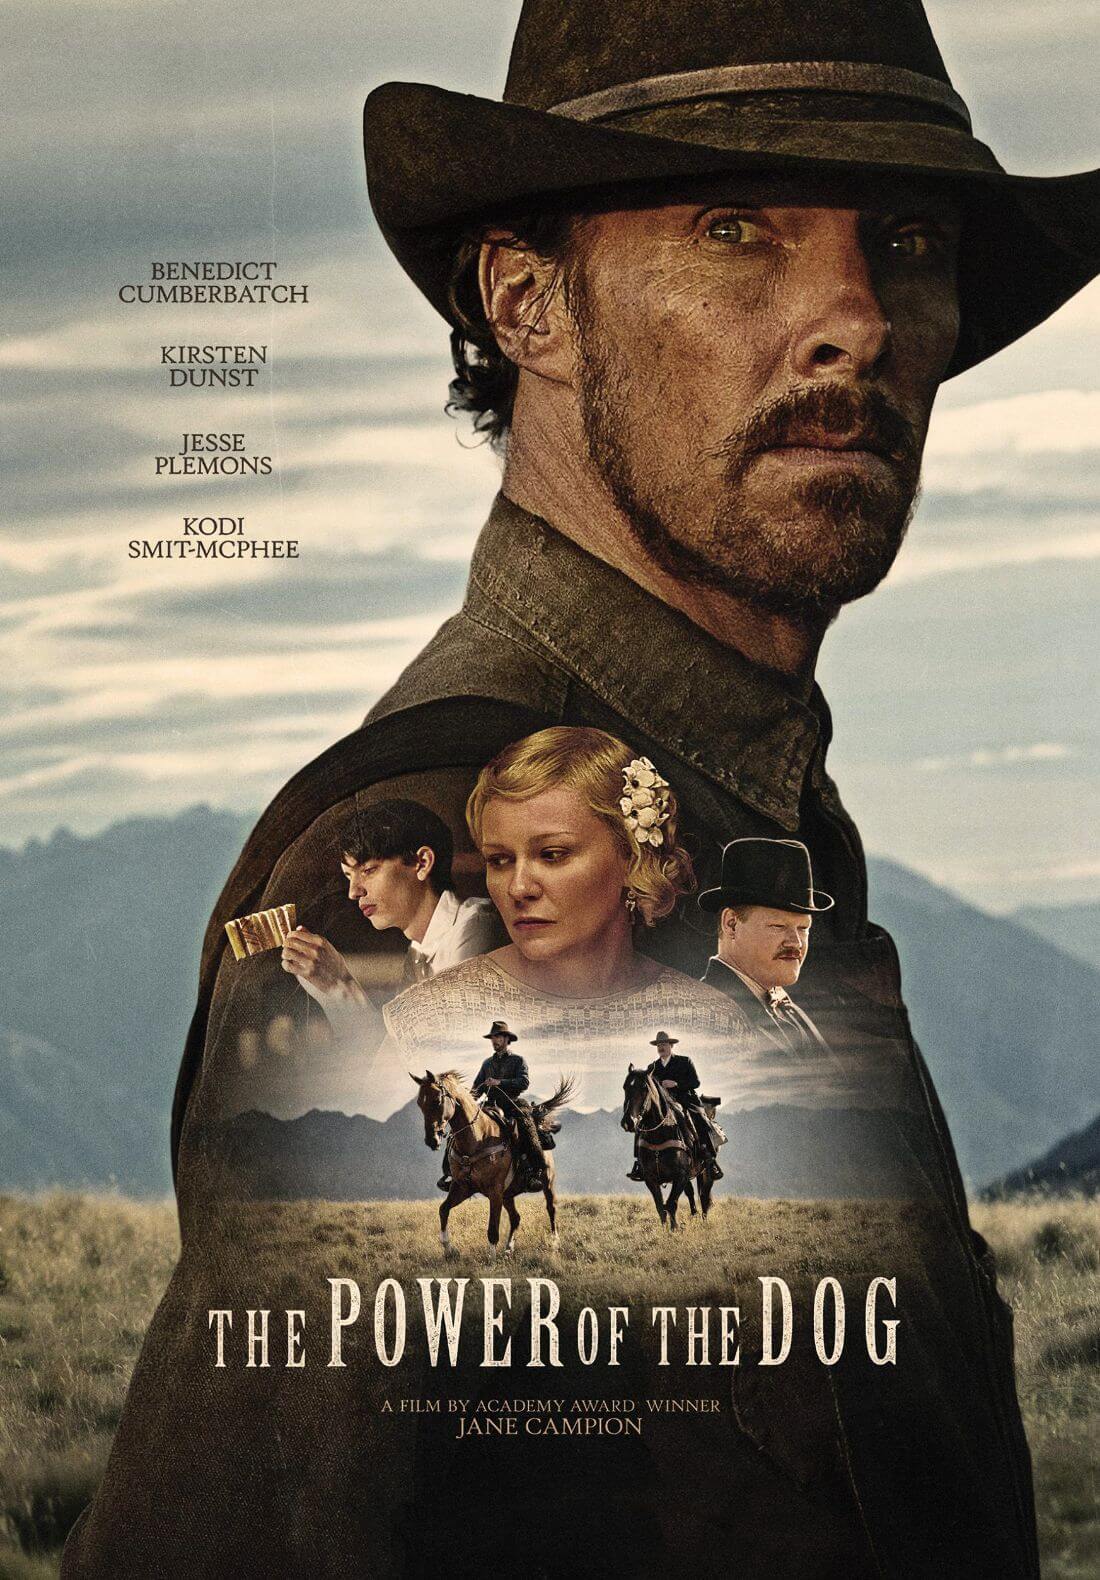 BENEDICT
CUMBERBATCH
KIRSTEN
DUNST
JESSE
PLEMONS
KODI
SMIT-MCPHEE
THE POWER OF THE DOG
A FILM BY ACADEMY AWARD WINNER
JANE CAMPION